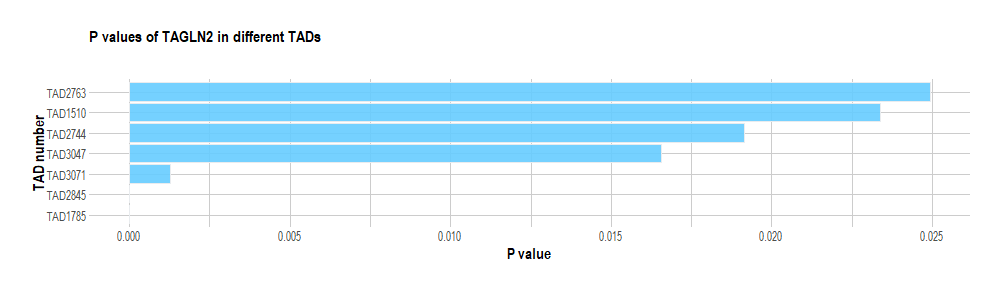 P values of TAGLN2 in different TADs
TAD number
TAD2763
TAD1510
TAD2744
TAD3047
TAD3071
TAD2845
TAD1785
0.000 0.005 0.010 0.015 0.020 0.025
P value